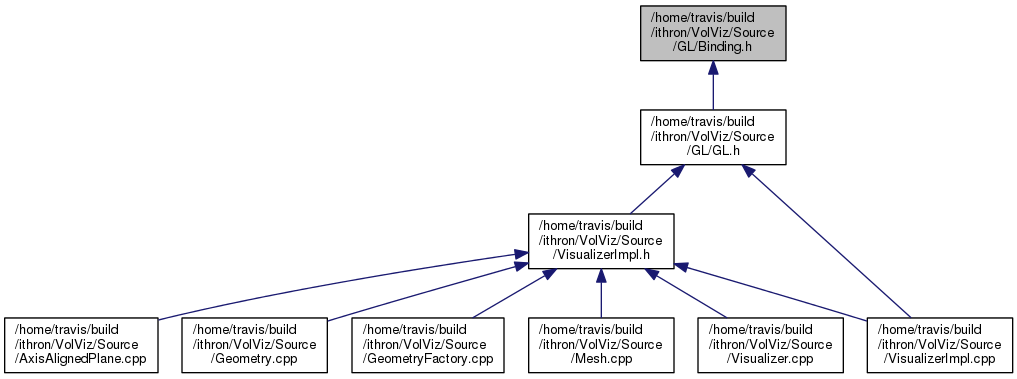 /home/travis/build
/ithron/VolViz/Source
/GL/Binding.h
/home/travis/build
/ithron/VolViz/Source
/GL/GL.h
/home/travis/build
/ithron/VolViz/Source
/VisualizerImpl.h
/home/travis/build
/ithron/VolViz/Source
/AxisAlignedPlane.cpp
/home/travis/build
/ithron/VolViz/Source
/Geometry.cpp
/home/travis/build
/ithron/VolViz/Source
/GeometryFactory.cpp
/home/travis/build
/ithron/VolViz/Source
/Mesh.cpp
/home/travis/build
/ithron/VolViz/Source
/Visualizer.cpp
/home/travis/build
/ithron/VolViz/Source
/VisualizerImpl.cpp